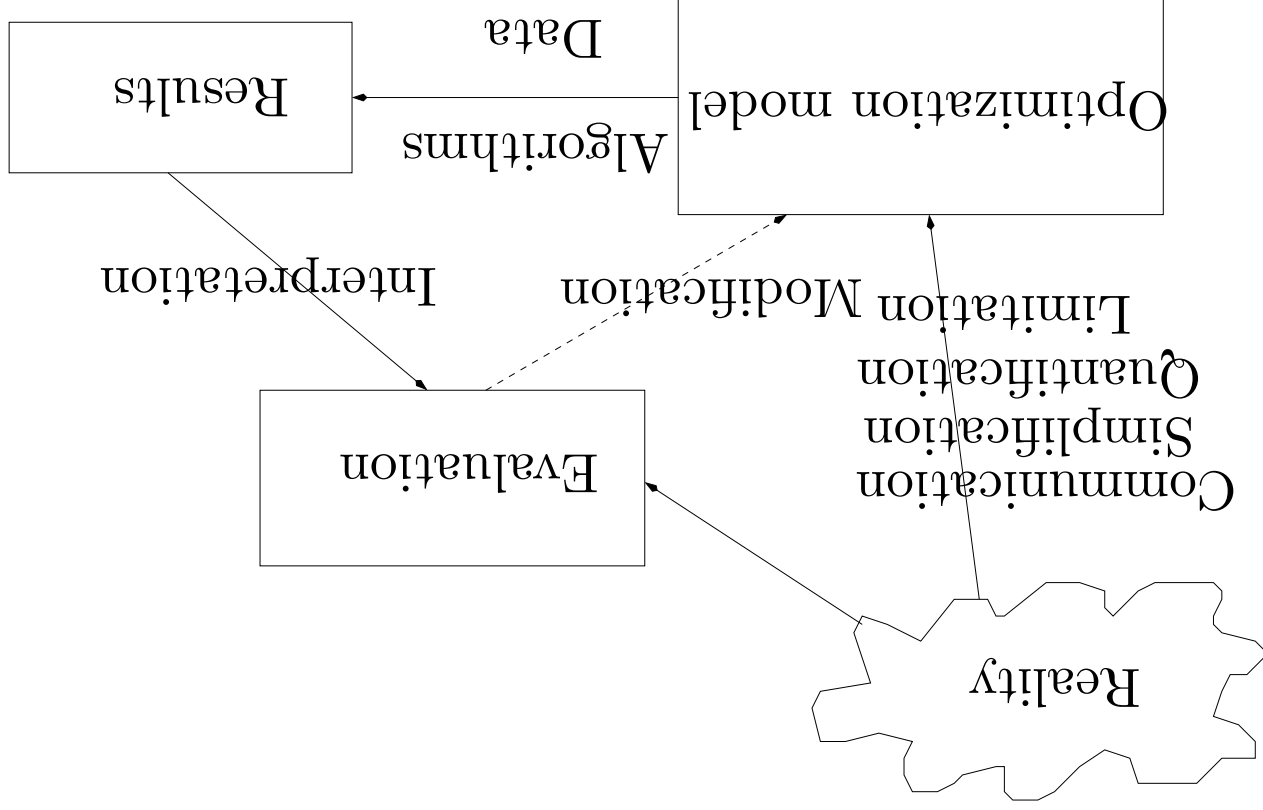 Reality
Communication
Simplification
Quantification
Limitation
Evaluation
Modification
Interpretation
Optimization model
Algorithms
Results
Data